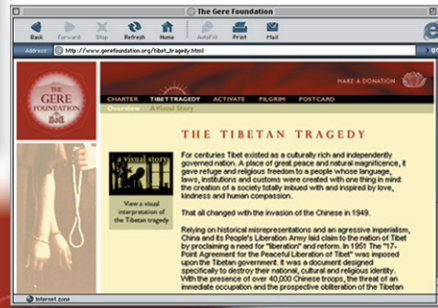 The Gere Foundation
Back Forward Stop Refresh Home AutoFill Print Mail
Address http://www.gerefoundation.org/tibet_tragedy.html
MAKE A DONATION
THE
GERE
FOUNDATION
CHARTER TIBET TRAGEDY ACTIVATE PILGRIM POSTCARD
Overview A Visual Story
THE TIBETAN TRAGEDY
a visual story
View a visual
interpretation of
the Tibetan tragedy
For centuries Tibet existed as a culturally rich and independently
governed nation. A place of great peace and natural magnificence, it
gave refuge and religious freedom to a people whose language,
laws, institutions and customs were created with one thing in mind:
the creation of a society totally imbued with and inspired by love,
kindness and human compassion.
That all changed with the invasion of the Chinese in 1949.
Relying on historical misrepresentations and an agressive imperialism,
China and its People's Liberation Army laid claim to the nation of Tibet
by proclaiming a need for "liberation" and reform. In 1951 The "17-
Point Agreement for the Peaceful Liberation of Tibet" was imposed
upon the Tibetan government. It was a document designed
specifically to destroy their national, cultural and religious identity.
With the presence of over 40,000 Chinese troops, the threat of an
immediate occupation and the prospective obliteration of the Tibetan
Internet zone